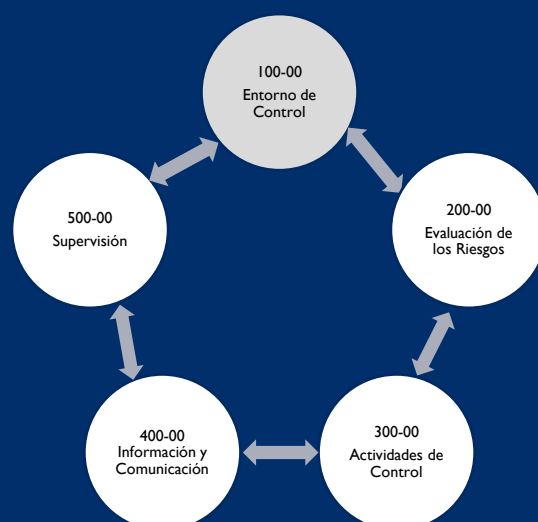 100-00
Entorno de
Control
200-00
Evaluación de
los Riesgos
300-00
Actividades de
Control
400-00
Información y
Comunicación
500-00
Supervisión